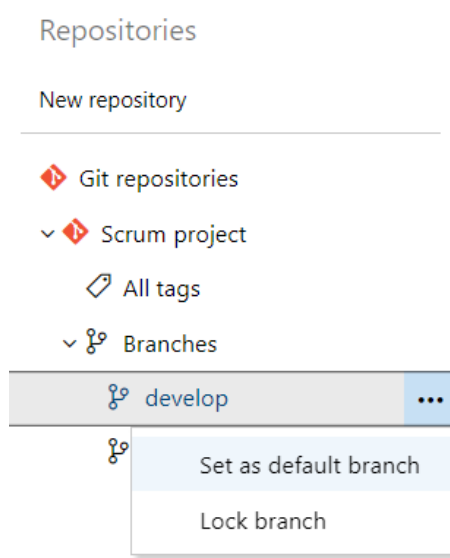 Repositories
New repository
Git repositories
Scrum project
All tags
Branches
develop
Set as default branch
Lock branch